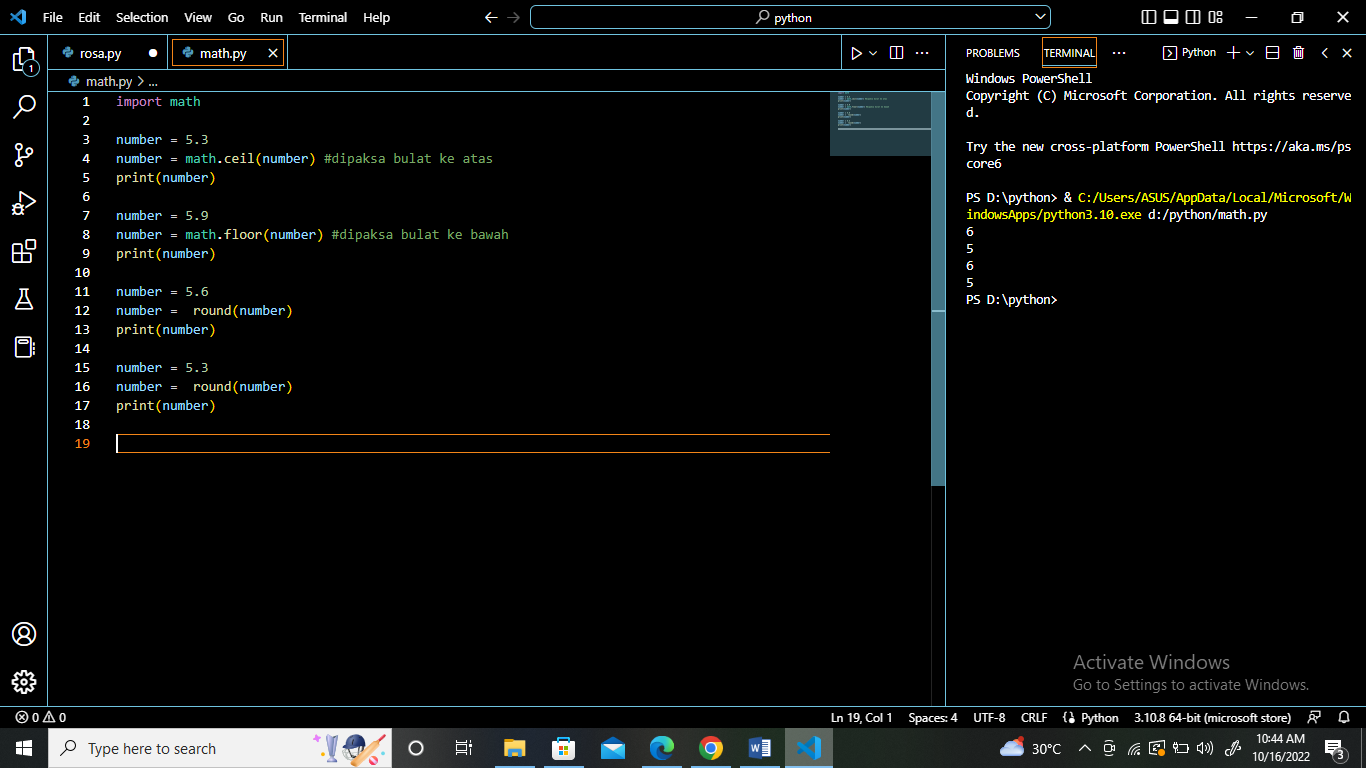 File Edit Selection View Go Run Terminal Help
python
rosa.py
math.py
math.py > ...
1 import math
2
3 number = 5.3
4 number = math.ceil(number) #dipaksa bulat ke atas
5 print(number)
6
7 number = 5.9
8 number = math.floor(number) #dipaksa bulat ke bawah
9 print(number)
10
11 number = 5.6
12 number =  round(number)
13 print(number)
14
15 number = 5.3
16 number =  round(number)
17 print(number)
18
19
PROBLEMS TERMINAL ... Python
Windows PowerShell
Copyright (C) Microsoft Corporation. All rights reserve
d.
Try the new cross-platform PowerShell https://aka.ms/ps
core6
PS D:\python> & C:/Users/ASUS/AppData/Local/Microsoft/W
indowsApps/python3.10.exe d:/python/math.py
6
5
6
5
PS D:\python>
1
Activate Windows
Go to Settings to activate Windows.
0 0
Ln 19, Col 1 Spaces: 4 UTF-8 CRLF Python 3.10.8 64-bit (microsoft store)
Type here to search
30°C
10:44 AM
10/16/2022
3